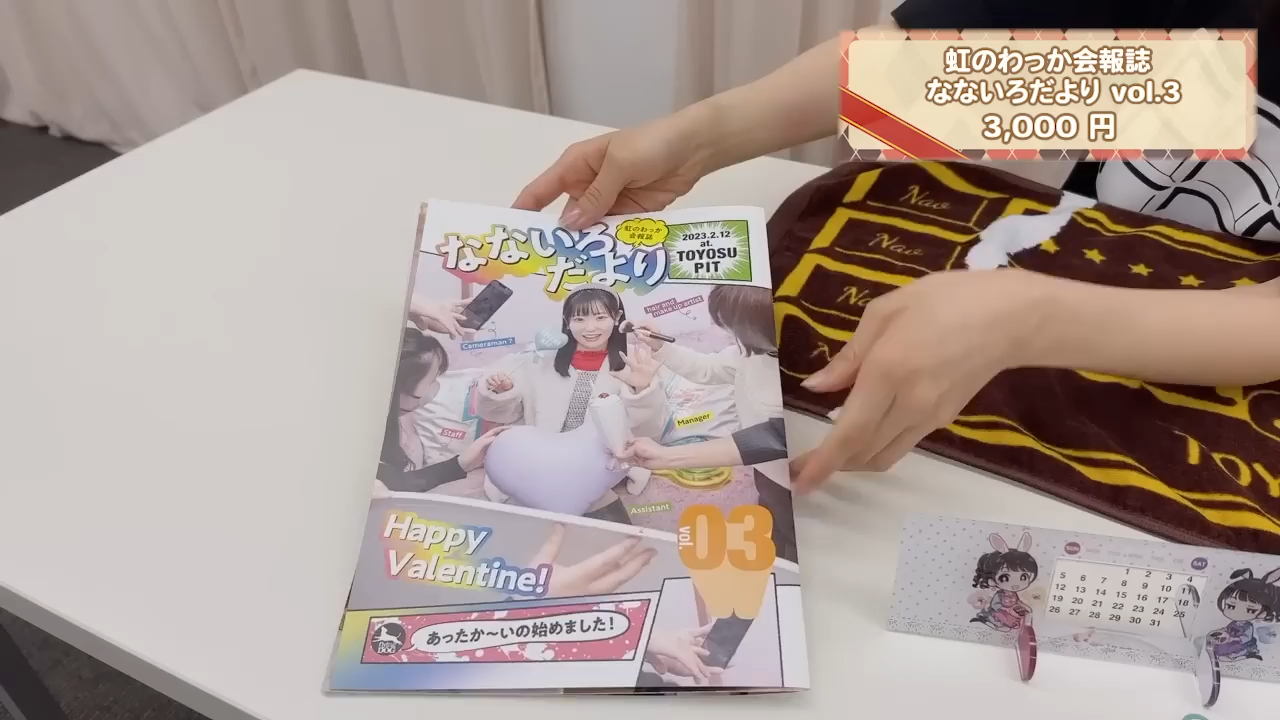 虹のわっか会報誌
なないろだより vol.3
3,000 円
虹のわっか
会報誌
なないろ
だより
2023.2.12
at.
TOYOSU
PIT
hair and
make up artist
Cameraman?
Staff
Manager
Assistant
vol.
03
Happy
Valentine!
あったか～いの始めました!
Nao
Nao
SUN
SAT
1 2 3 4
5 6 7 8 9 10 11
12 13 14 15 16 17 18
19 20 21 22 23 24 25
26 27 28 29 30 31